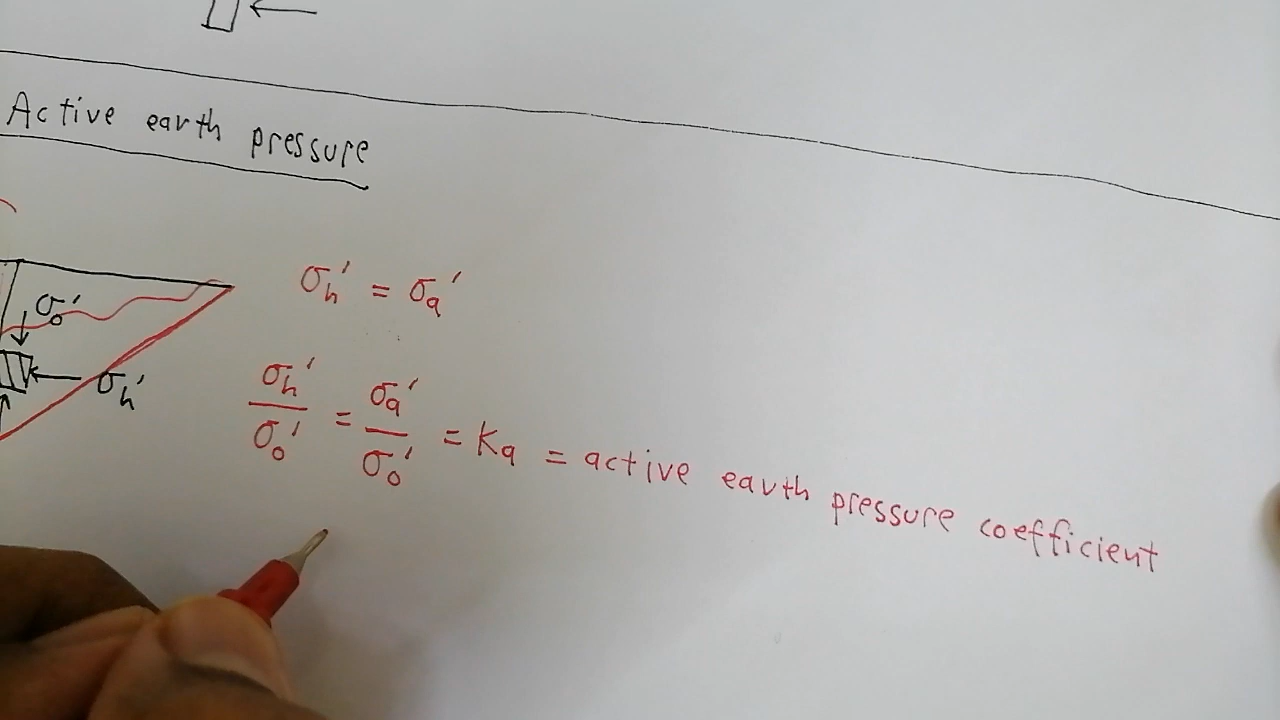 Active earth pressure
σh' = σa'
σo'
σh'
σh'/σo' = σa'/σo' = Ka = active earth pressure coefficient